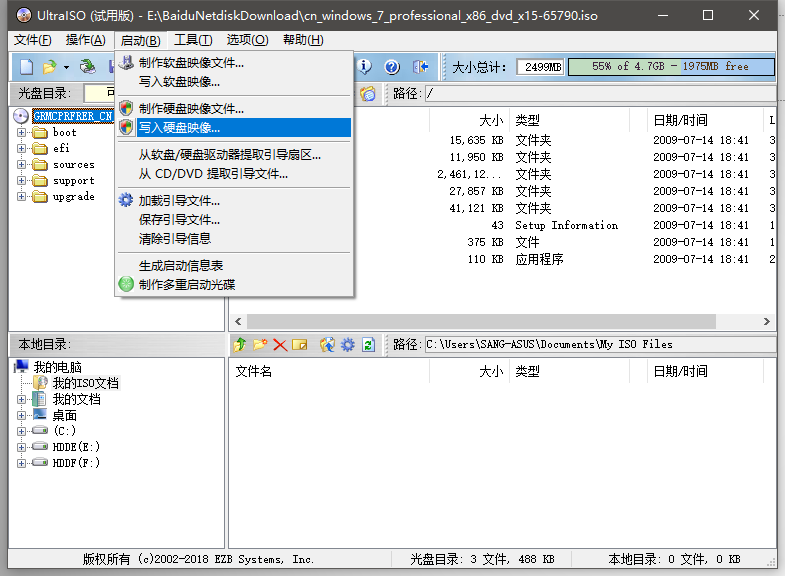 UltraISO (试用版) - E:\BaiduNetdiskDownload\cn_windows_7_professional_x86_dvd_x15-65790.iso
文件(F) 操作(A) 启动(B) 工具(T) 选项(O) 帮助(H)
大小总计: 2499MB 55% of 4.7GB - 1975MB free
光盘目录: 可
路径: /
制作软盘映像文件...
写入软盘映像...
制作硬盘映像文件...
写入硬盘映像...
从软盘/硬盘驱动器提取引导扇区...
从 CD/DVD 提取引导文件...
加载引导文件...
保存引导文件...
清除引导信息
生成启动信息表
制作多重启动光碟
GRMCPRFRER_CN
boot
efi
sources
support
upgrade
大小 类型 日期/时间 L
15,635 KB 文件夹 2009-07-14 18:41 3
11,950 KB 文件夹 2009-07-14 18:41 3
2,461,12... 文件夹 2009-07-14 18:41 3
27,857 KB 文件夹 2009-07-14 18:41 3
41,121 KB 文件夹 2009-07-14 18:41 3
43 Setup Information 2009-07-14 18:41 1
375 KB 文件 2009-07-14 18:41 1
110 KB 应用程序 2009-07-14 18:41 2
本地目录:
路径: C:\Users\SANG-ASUS\Documents\My ISO Files
我的电脑
我的ISO文档
我的文档
桌面
(C:)
HDDE(E:)
HDDF(F:)
文件名 大小 类型 日期/时间
版权所有 (c)2002-2018 EZB Systems, Inc. 光盘目录: 3 文件, 488 KB 本地目录: 0 文件, 0 KB